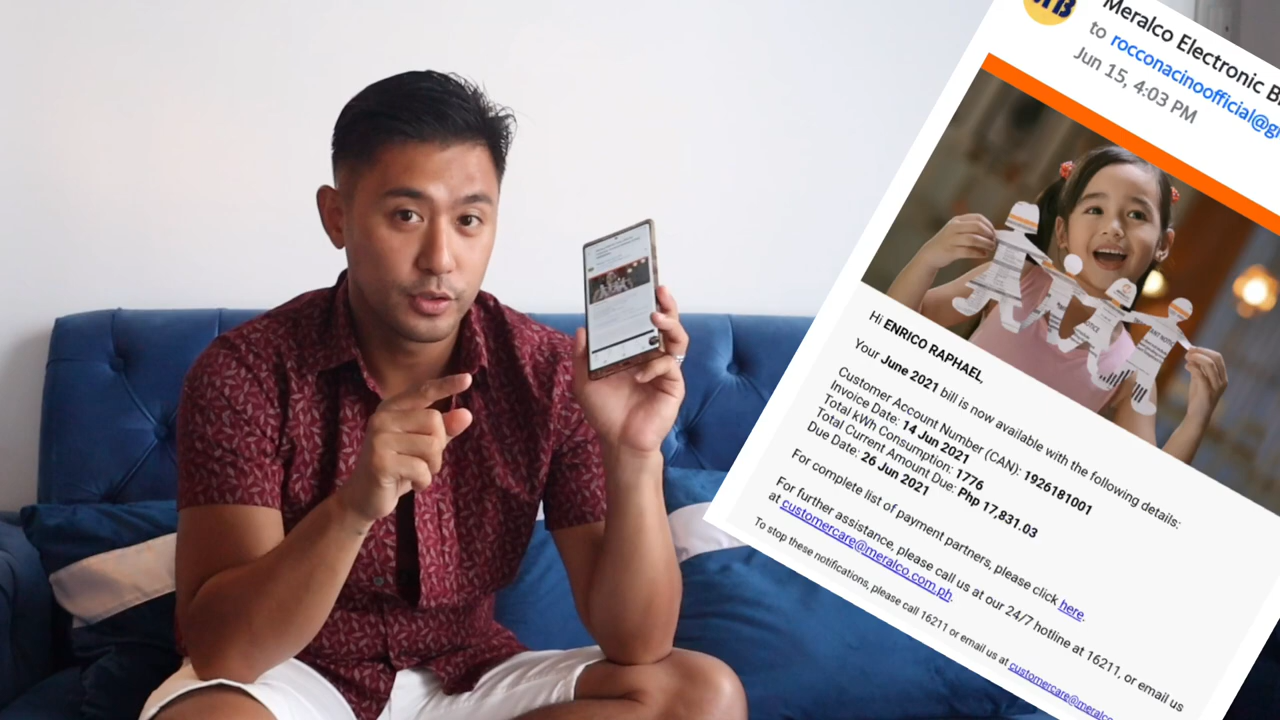 Meralco Electronic B
to rocconacinoofficial@g
Jun 15, 4:03 PM
Hi ENRICO RAPHAEL,
Your June 2021 bill is now available with the following details:
Customer Account Number (CAN): 1926181001
Invoice Date: 14 Jun 2021
Total kWh Consumption: 1776
Total Current Amount Due: Php 17,831.03
Due Date: 26 Jun 2021
For complete list of payment partners, please click here.
For further assistance, please call us at our 24/7 hotline at 16211, or email us
at customercare@meralco.com.ph.
To stop these notifications, please call 16211 or email us at customercare@meralco